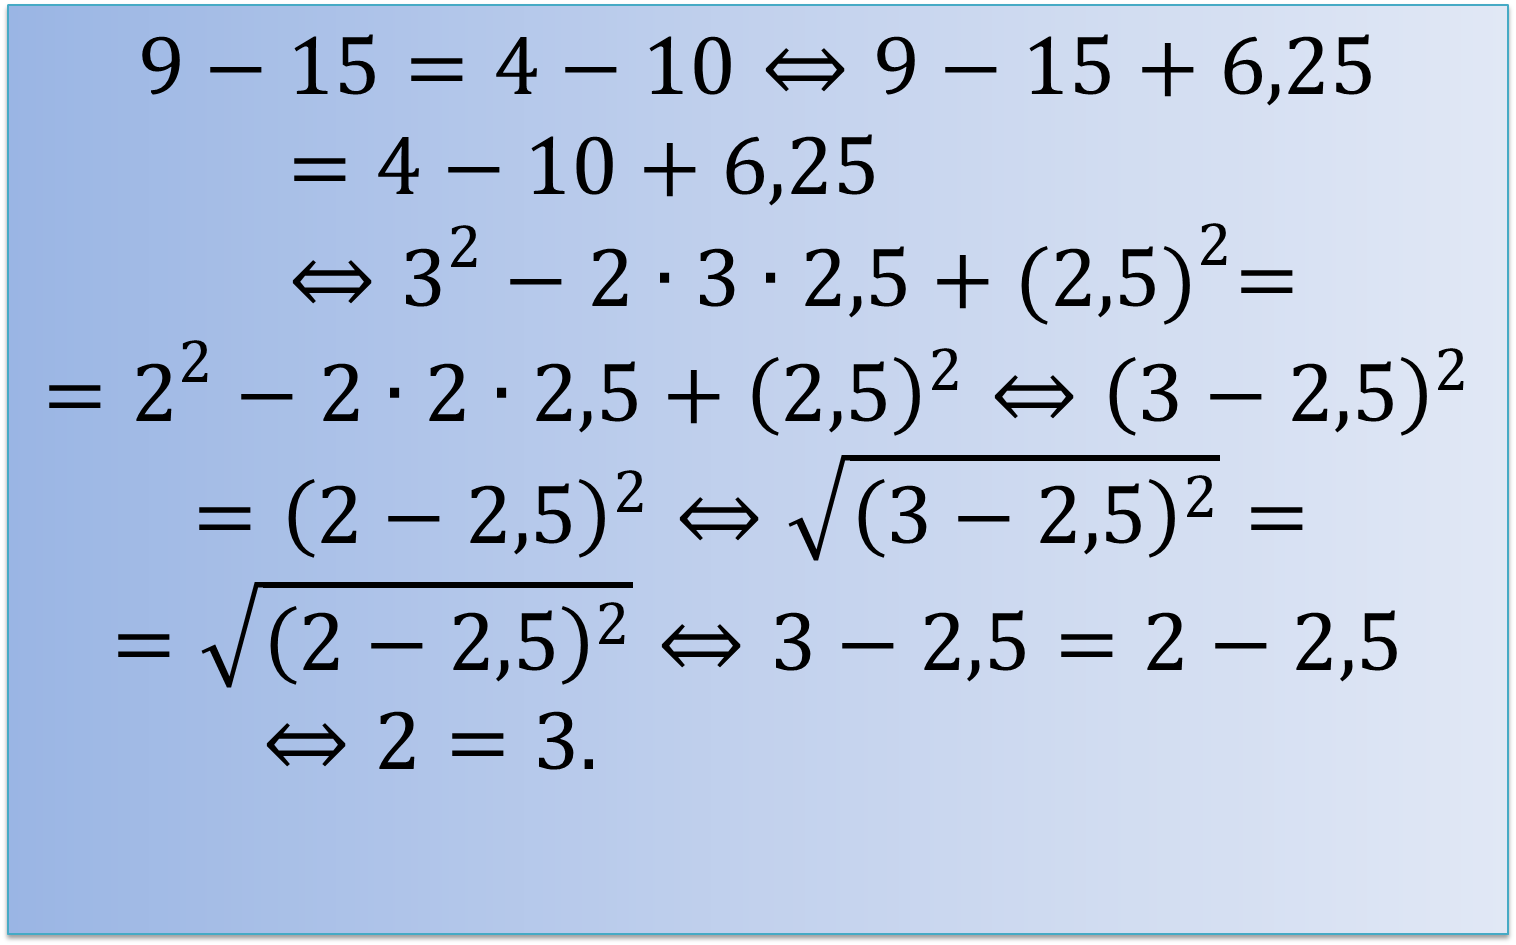 9 − 15 = 4 − 10 ⇔ 9 − 15 + 6,25
= 4 − 10 + 6,25
⇔ 3² − 2 · 3 · 2,5 + (2,5)² =
= 2² − 2 · 2 · 2,5 + (2,5)² ⇔ (3 − 2,5)²
= (2 − 2,5)² ⇔ √(3 − 2,5)² =
= √(2 − 2,5)² ⇔ 3 − 2,5 = 2 − 2,5
⇔ 2 = 3.